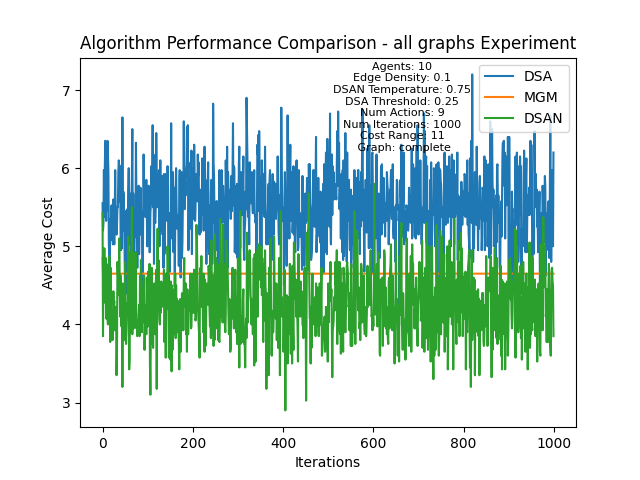 Algorithm Performance Comparison - all graphs Experiment
Agents: 10
Edge Density: 0.1
DSAN Temperature: 0.75
DSA Threshold: 0.25
Num Actions: 9
Num Iterations: 1000
Cost Range: 11
Graph: complete
DSA
MGM
DSAN
Average Cost
7
6
5
4
3
0
200
400
600
800
1000
Iterations